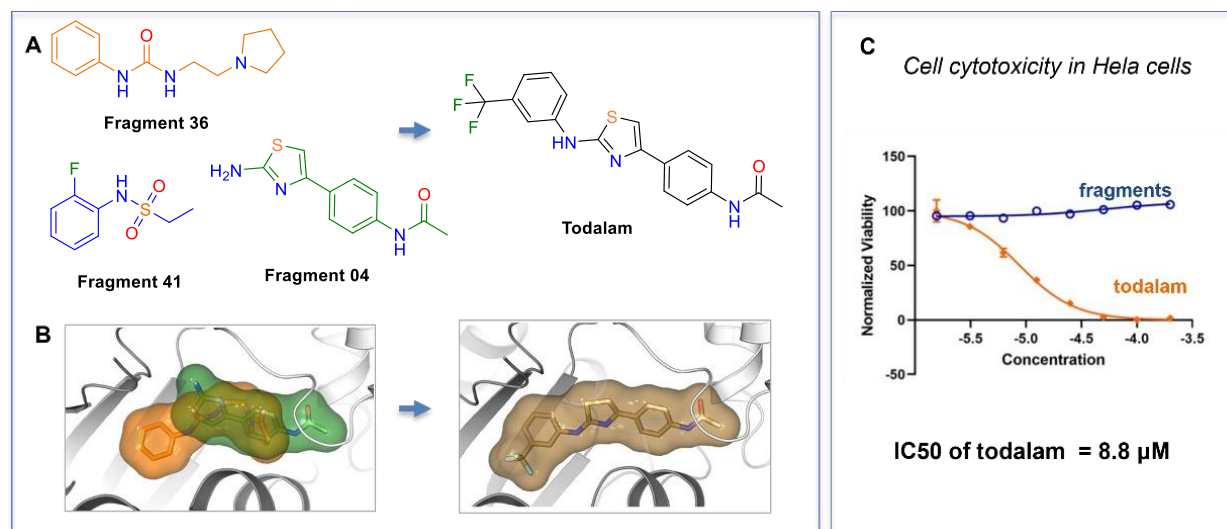 A
O
N
H
N
H
N
Fragment 36
F
H
N
O
S
O
Fragment 41
S
H₂N
N
O
N
H
Fragment 04
F
F
F
S
NH
N
O
N
H
Todalam
B
C
Cell cytotoxicity in Hela cells
Normalized Viability
150
100
50
0
-50
fragments
todalam
-5.5 -5.0 -4.5 -4.0 -3.5
Concentration
IC50 of todalam = 8.8 µM